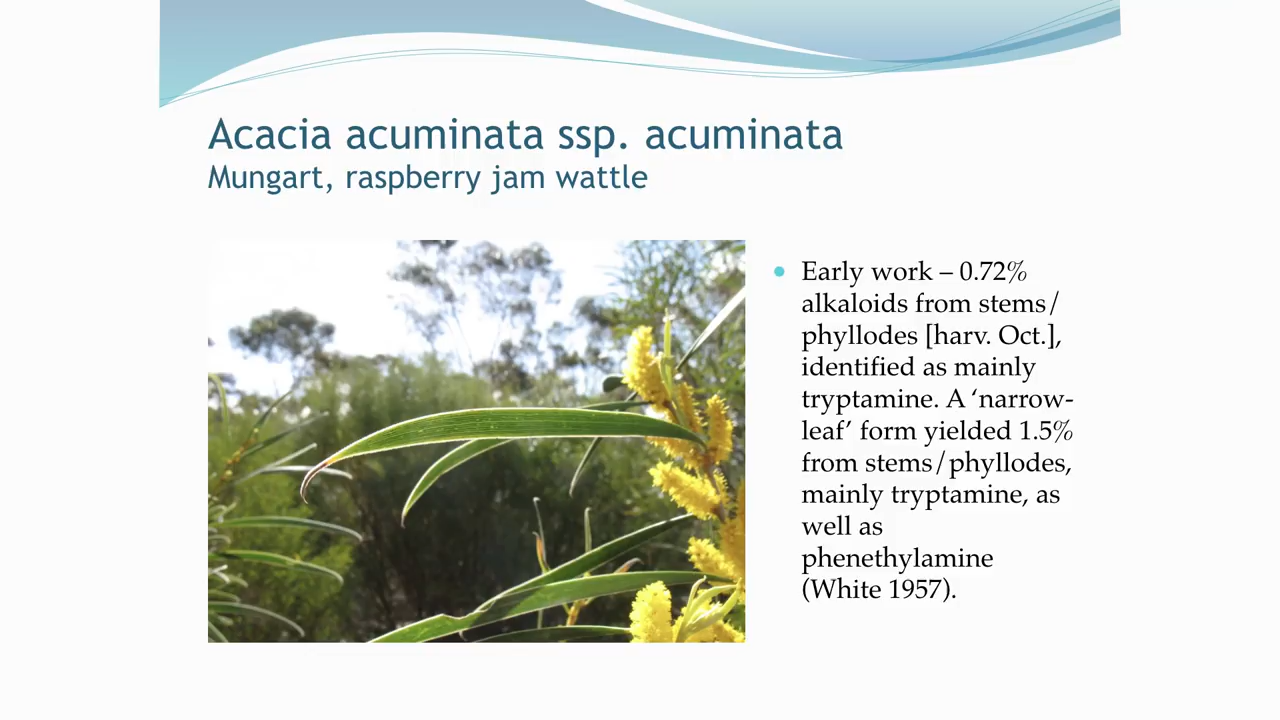 Acacia acuminata ssp. acuminata
Mungart, raspberry jam wattle
• Early work – 0.72%
alkaloids from stems/
phyllodes [harv. Oct.],
identified as mainly
tryptamine. A ‘narrow-
leaf’ form yielded 1.5%
from stems/phyllodes,
mainly tryptamine, as
well as
phenethylamine
(White 1957).